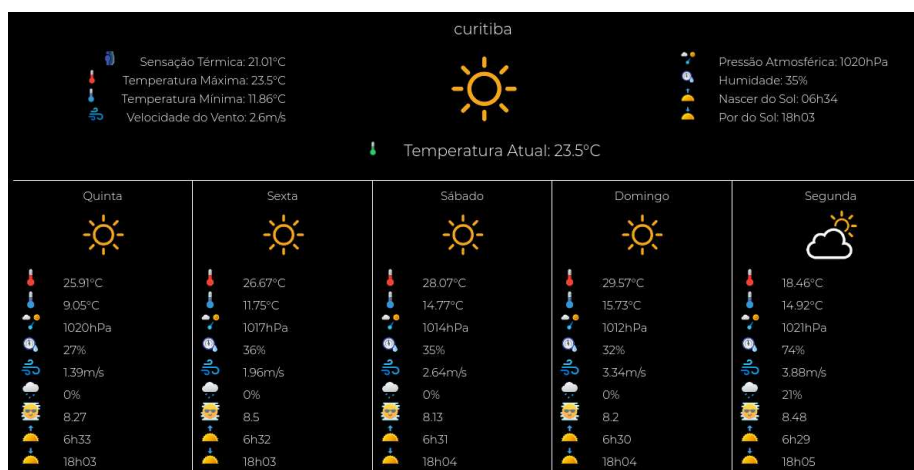 curitiba
Sensação Térmica: 21.01°C
Temperatura Máxima: 23.5°C
Temperatura Mínima: 11.86°C
Velocidade do Vento: 2.6m/s
Pressão Atmosférica: 1020hPa
Humidade: 35%
Nascer do Sol: 06h34
Por do Sol: 18h03
Temperatura Atual: 23.5°C
Quinta
25.91°C
9.05°C
1020hPa
27%
1.39m/s
0%
8.27
6h33
18h03
Sexta
26.67°C
11.75°C
1017hPa
36%
1.96m/s
0%
8.5
6h32
18h03
Sábado
28.07°C
14.77°C
1014hPa
35%
2.64m/s
0%
8.13
6h31
18h04
Domingo
29.57°C
15.73°C
1012hPa
32%
3.34m/s
0%
8.2
6h30
18h04
Segunda
18.46°C
14.92°C
1021hPa
74%
3.88m/s
21%
8.48
6h29
18h05